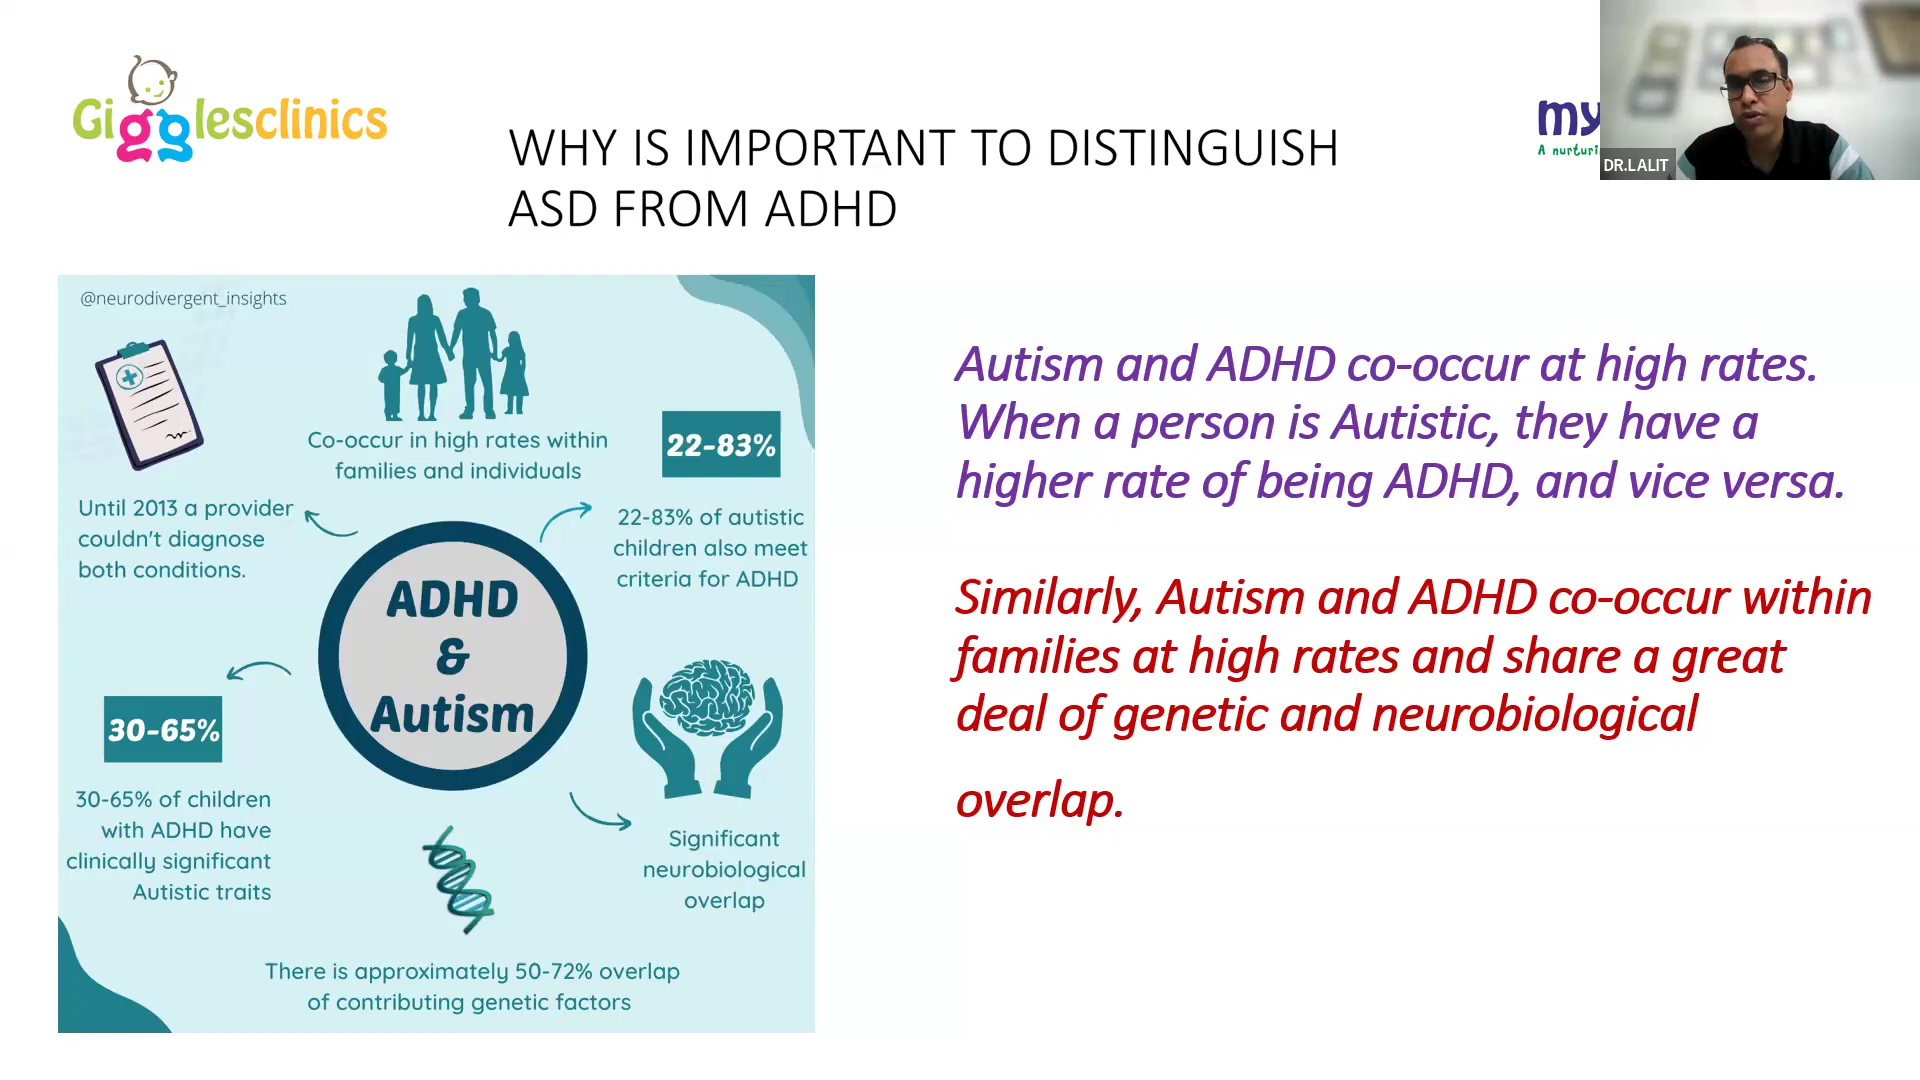 Gigglesclinics
WHY IS IMPORTANT TO DISTINGUISH
ASD FROM ADHD
my
A nurturi
DR.LALIT
@neurodivergent_insights
Co-occur in high rates within
families and individuals
22-83%
22-83% of autistic
children also meet
criteria for ADHD
Until 2013 a provider
couldn't diagnose
both conditions.
ADHD
&
Autism
30-65%
30-65% of children
with ADHD have
clinically significant
Autistic traits
Significant
neurobiological
overlap
There is approximately 50-72% overlap
of contributing genetic factors
Autism and ADHD co-occur at high rates.
When a person is Autistic, they have a
higher rate of being ADHD, and vice versa.
Similarly, Autism and ADHD co-occur within
families at high rates and share a great
deal of genetic and neurobiological
overlap.